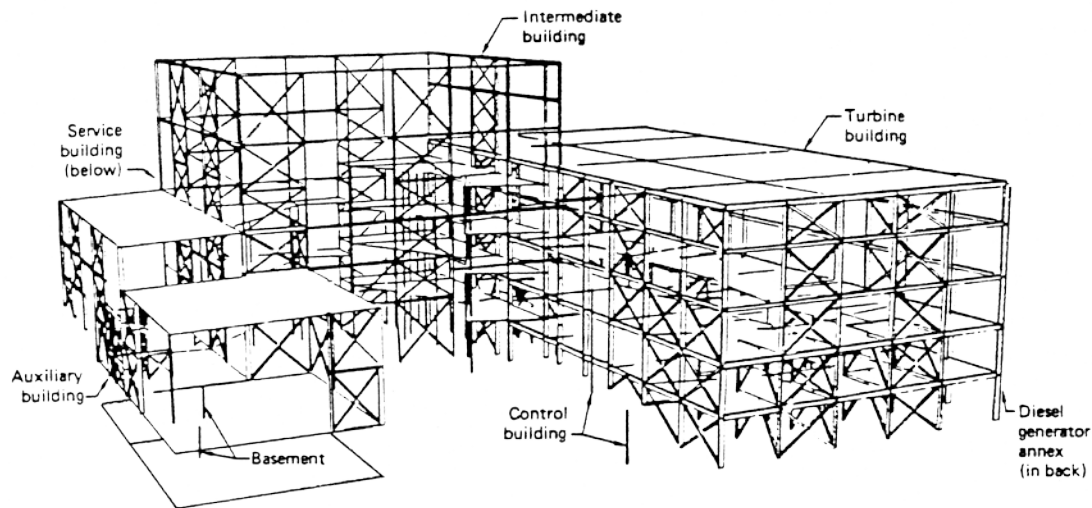 Intermediate
building
Turbine
building
Service
building
(below)
Auxiliary
building
Basement
Control
building
Diesel
generator
annex
(in back)